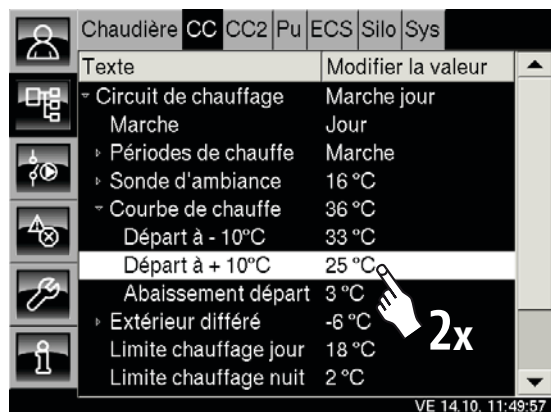 Chaudière CC CC2 Pu ECS Silo Sys
Texte Modifier la valeur
Circuit de chauffage Marche jour
Marche Jour
Périodes de chauffe Marche
Sonde d'ambiance 16 °C
Courbe de chauffe 36 °C
Départ à - 10°C 33 °C
Départ à + 10°C 25 °C
Abaissement départ 3 °C
2x
Extérieur différé -6 °C
Limite chauffage jour 18 °C
Limite chauffage nuit 2 °C
VE 14.10, 11:49:57